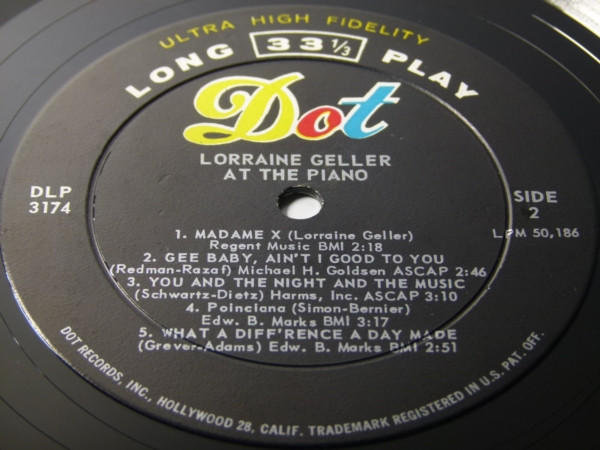 ULTRA HIGH FIDELITY
LONG 33 1/3 PLAY
Dot
LORRAINE GELLER
AT THE PIANO
DLP
3174
SIDE
2
LPM 50,186
1. MADAME X (Lorraine Geller)
Regent Music BMI 2:18
2. GEE BABY, AIN'T I GOOD TO YOU
(Redman-Razaf) Michael H. Goldsen ASCAP 2:46
3. YOU AND THE NIGHT AND THE MUSIC
(Schwartz-Dietz) Harms, Inc. ASCAP 3:10
4. Poinciana (Simon-Bernier)
Edw. B. Marks BMI 3:17
5. WHAT A DIFF'RENCE A DAY MADE
(Grever-Adams) Edw. B. Marks BMI 2:51
DOT RECORDS, INC., HOLLYWOOD 28, CALIF. TRADEMARK REGISTERED IN U.S. PAT. OFF.